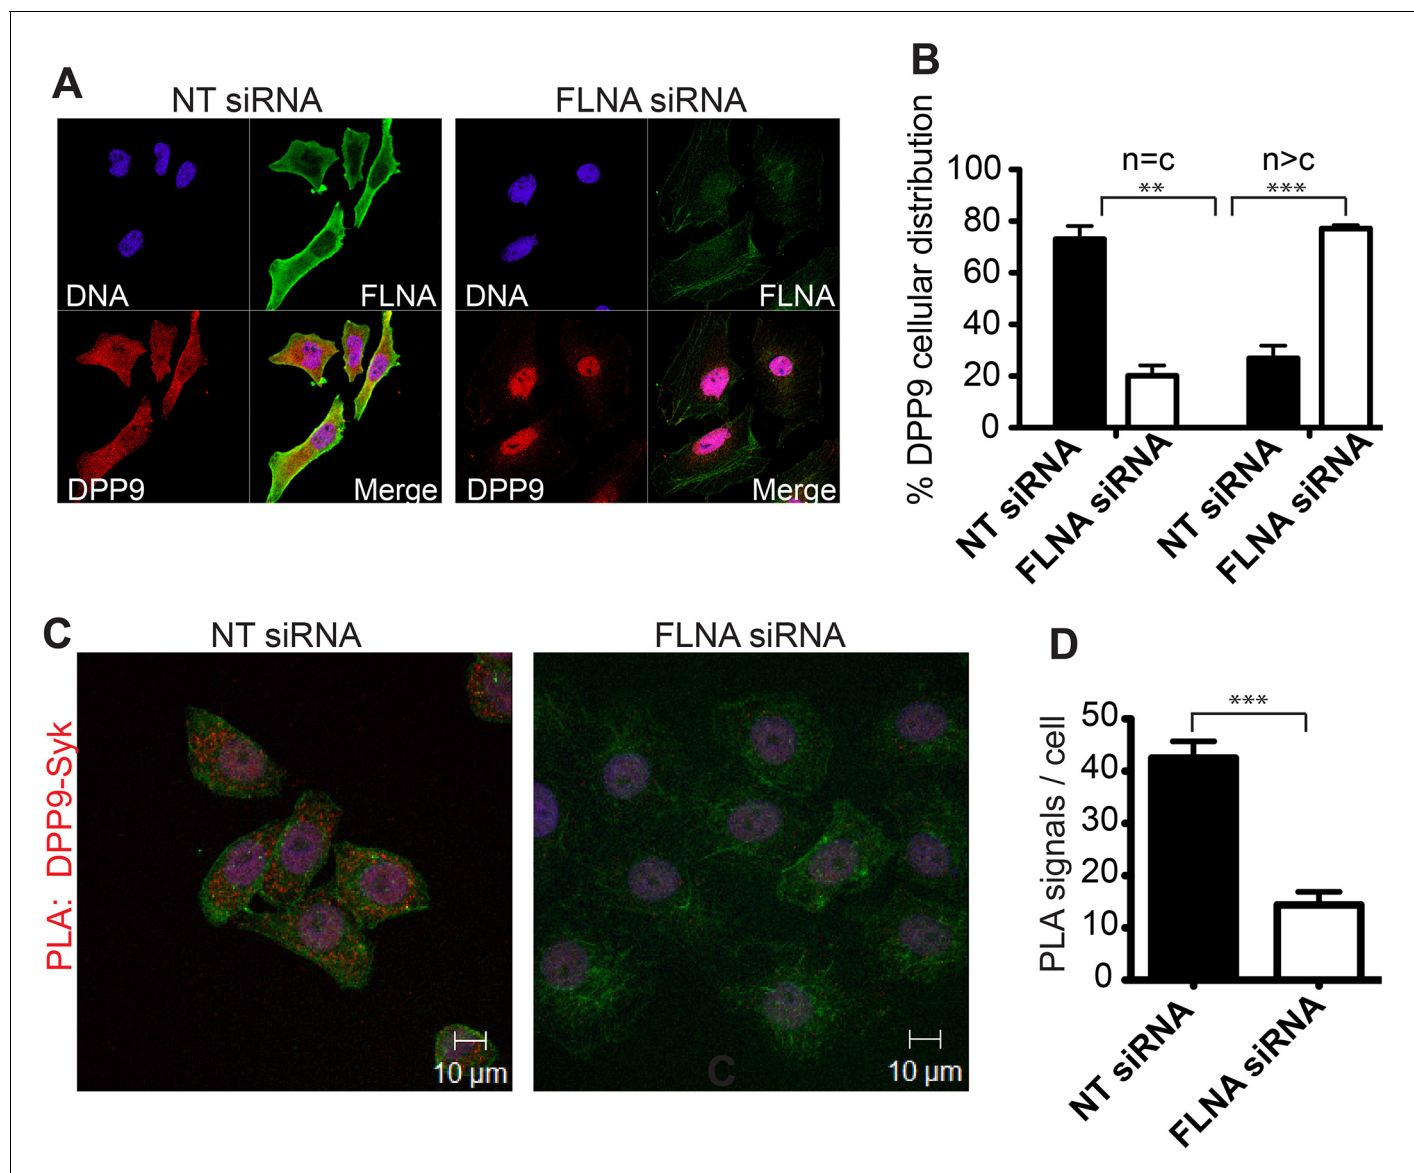 A
NT siRNA
FLNA siRNA
DNA
FLNA
DNA
FLNA
DPP9
Merge
DPP9
Merge
B
% DPP9 cellular distribution
100
80
60
40
20
0
n=c
**
n>c
***
NT siRNA
FLNA siRNA
NT siRNA
FLNA siRNA
C
NT siRNA
FLNA siRNA
PLA: DPP9-Syk
10 µm
C
10 µm
D
PLA signals / cell
50
40
30
20
10
0
***
NT siRNA
FLNA siRNA